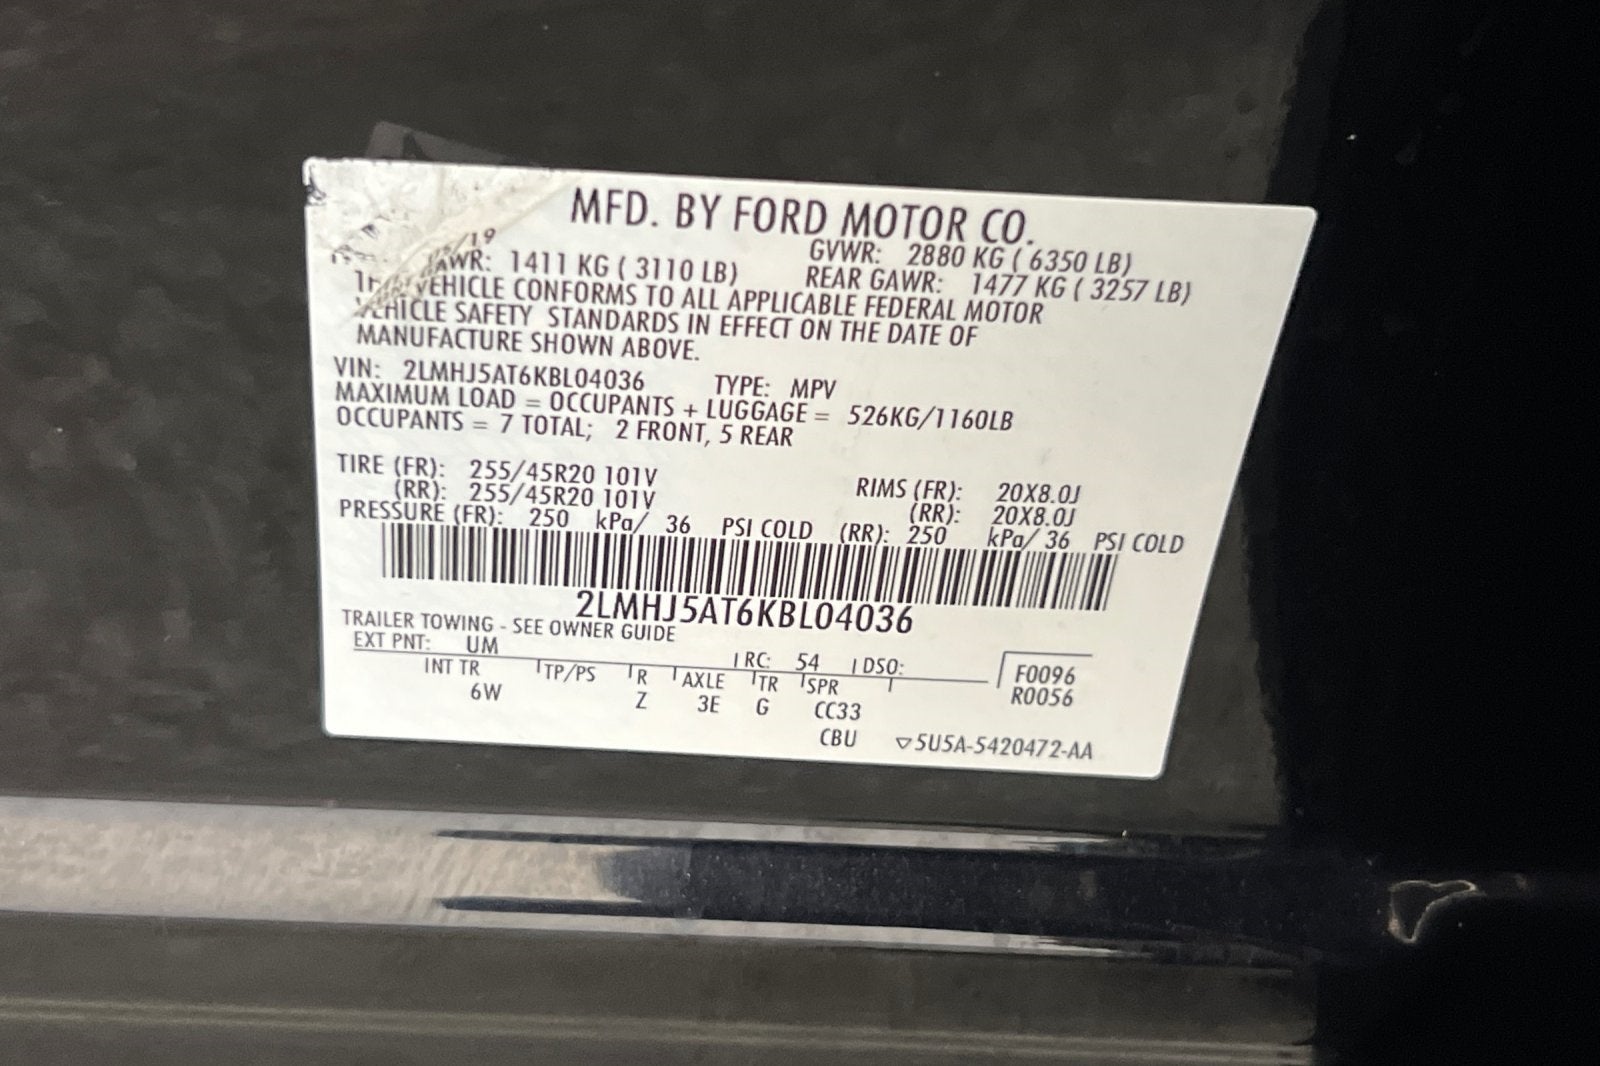 MFD. BY FORD MOTOR CO.
/19 GVWR: 2880 KG ( 6350 LB)
GAWR: 1411 KG ( 3110 LB) REAR GAWR: 1477 KG ( 3257 LB)
THIS VEHICLE CONFORMS TO ALL APPLICABLE FEDERAL MOTOR
VEHICLE SAFETY STANDARDS IN EFFECT ON THE DATE OF
MANUFACTURE SHOWN ABOVE.
VIN: 2LMHJ5AT6KBL04036 TYPE: MPV
MAXIMUM LOAD = OCCUPANTS + LUGGAGE = 526KG/1160LB
OCCUPANTS = 7 TOTAL; 2 FRONT, 5 REAR
TIRE (FR): 255/45R20 101V RIMS (FR): 20X8.0J
(RR): 255/45R20 101V (RR): 20X8.0J
PRESSURE (FR): 250 kPa/ 36 PSI COLD (RR): 250 kPa/ 36 PSI COLD
2LMHJ5AT6KBL04036
TRAILER TOWING - SEE OWNER GUIDE
EXT PNT: UM RC: 54 DSO: F0096
INT TR TP/PS R AXLE TR SPR R0056
6W Z 3E G CC33
CBU ▽5U5A-5420472-AA